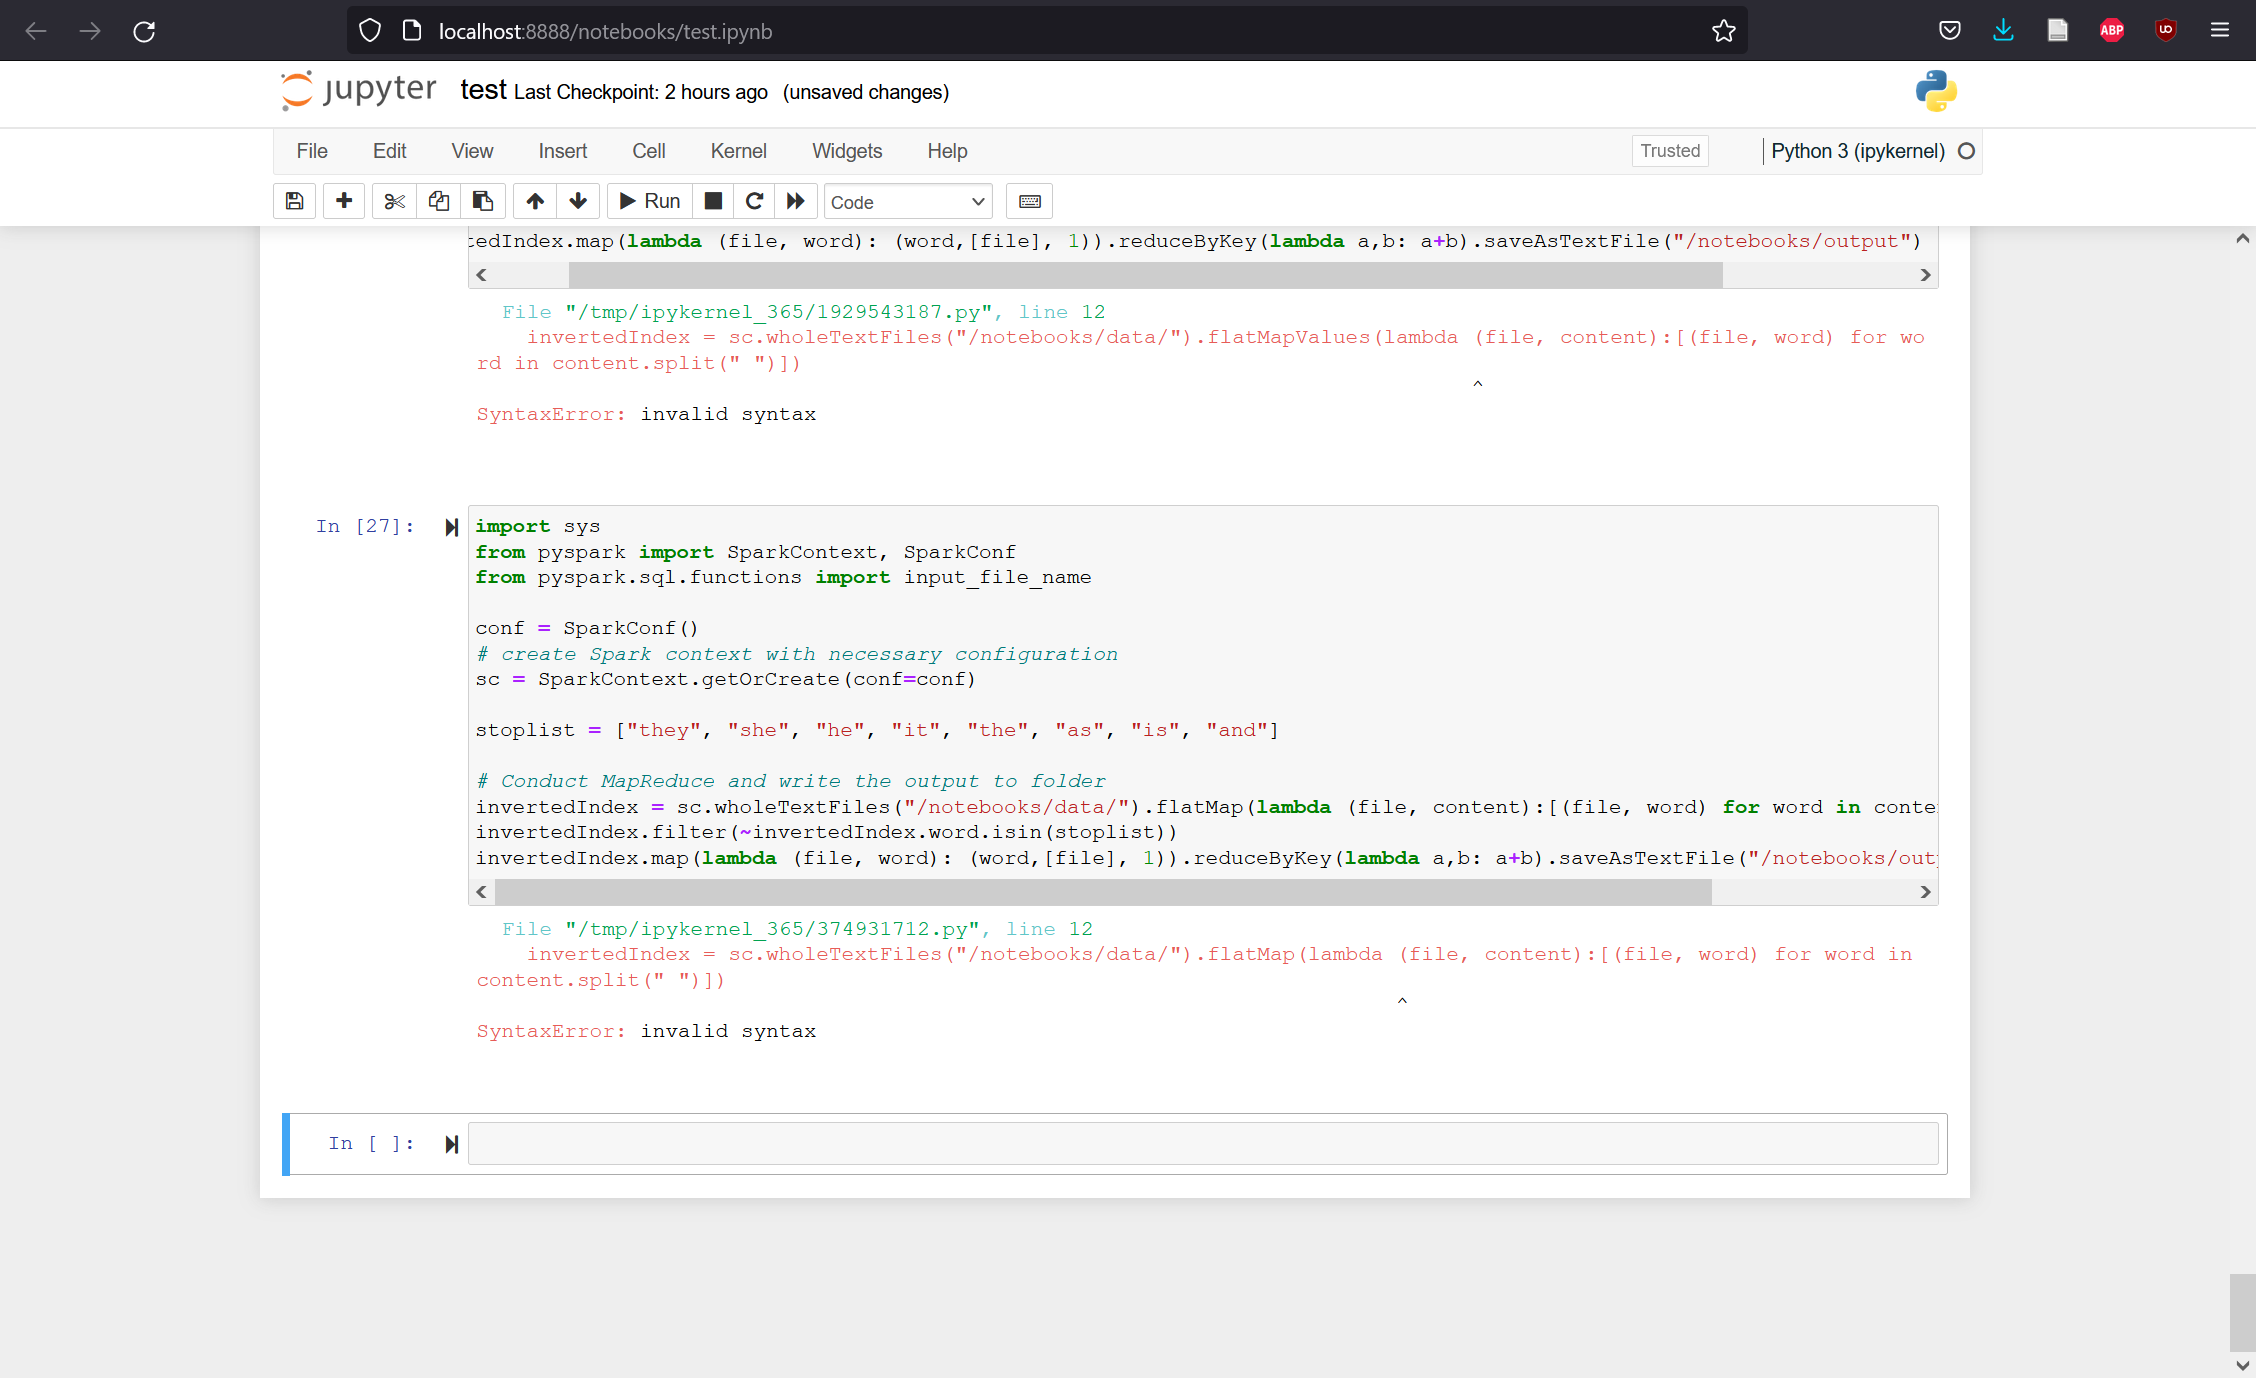 localhost:8888/notebooks/test.ipynb
ABP
jupyter test Last Checkpoint: 2 hours ago (unsaved changes)
File Edit View Insert Cell Kernel Widgets Help Trusted Python 3 (ipykernel)
Run Code
tedIndex.map(lambda (file, word): (word,[file], 1)).reduceByKey(lambda a,b: a+b).saveAsTextFile("/notebooks/output")
File "/tmp/ipykernel_365/1929543187.py", line 12
invertedIndex = sc.wholeTextFiles("/notebooks/data/").flatMapValues(lambda (file, content):[(file, word) for wo
rd in content.split(" ")])
^
SyntaxError: invalid syntax
In [27]:
import sys
from pyspark import SparkContext, SparkConf
from pyspark.sql.functions import input_file_name
conf = SparkConf()
# create Spark context with necessary configuration
sc = SparkContext.getOrCreate(conf=conf)
stoplist = ["they", "she", "he", "it", "the", "as", "is", "and"]
# Conduct MapReduce and write the output to folder
invertedIndex = sc.wholeTextFiles("/notebooks/data/").flatMap(lambda (file, content):[(file, word) for word in conte
invertedIndex.filter(~invertedIndex.word.isin(stoplist))
invertedIndex.map(lambda (file, word): (word,[file], 1)).reduceByKey(lambda a,b: a+b).saveAsTextFile("/notebooks/out
File "/tmp/ipykernel_365/374931712.py", line 12
invertedIndex = sc.wholeTextFiles("/notebooks/data/").flatMap(lambda (file, content):[(file, word) for word in
content.split(" ")])
^
SyntaxError: invalid syntax
In [ ]: